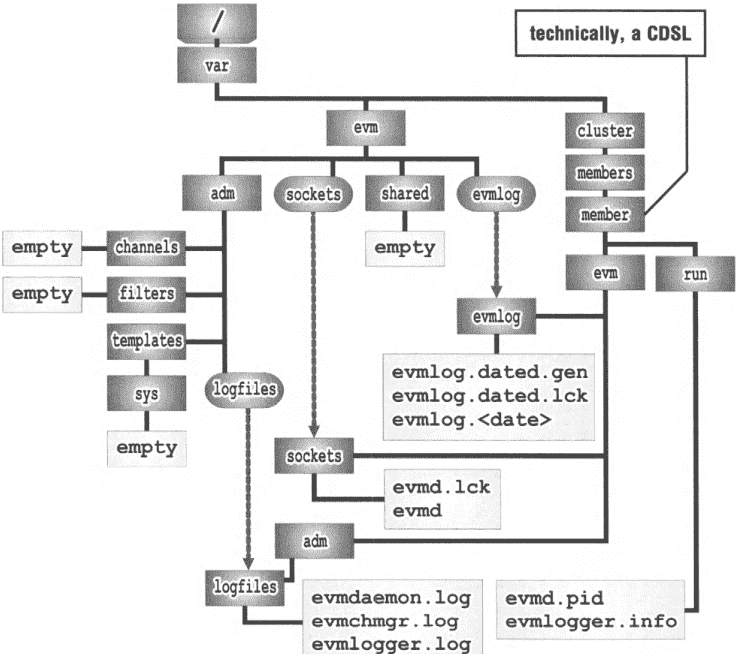 /
technically, a CDSL
var
evm
cluster
members
adm
sockets
shared
evmlog
member
empty
channels
empty
evm
run
empty
filters
evmlog
templates
evmlog.dated.gen
evmlog.dated.lck
evmlog.<date>
sys
logfiles
empty
sockets
evmd.lck
evmd
adm
logfiles
evmdaemon.log
evmchmgr.log
evmlogger.log
evmd.pid
evmlogger.info